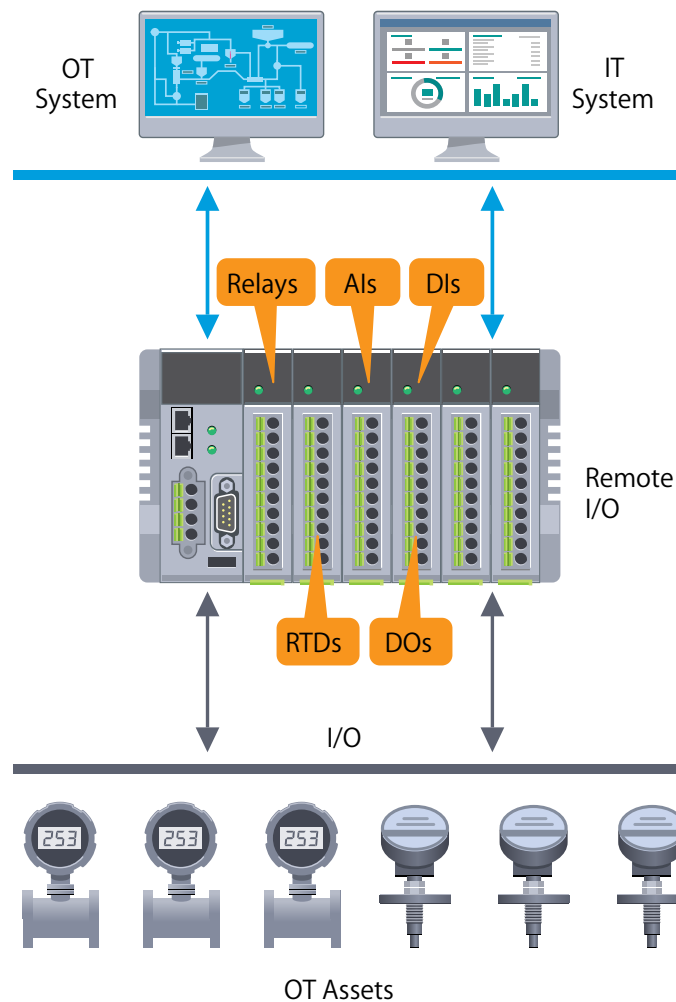 OT
System
IT
System
Relays
AIs
DIs
Remote
I/O
RTDs
DOs
I/O
253
253
253
OT Assets